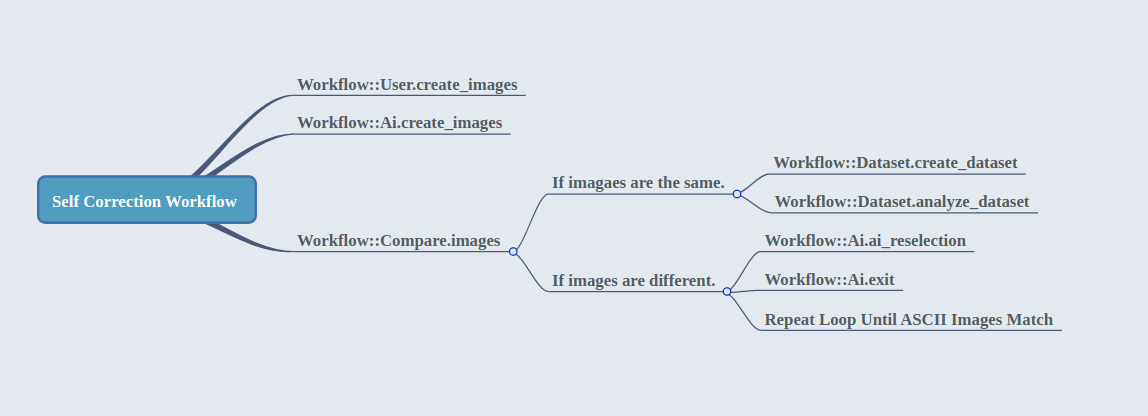 Self Correction Workflow
Workflow::User.create_images
Workflow::Ai.create_images
Workflow::Compare.images
If imagaes are the same.
Workflow::Dataset.create_dataset
Workflow::Dataset.analyze_dataset
If images are different.
Workflow::Ai.ai_reselection
Workflow::Ai.exit
Repeat Loop Until ASCII Images Match